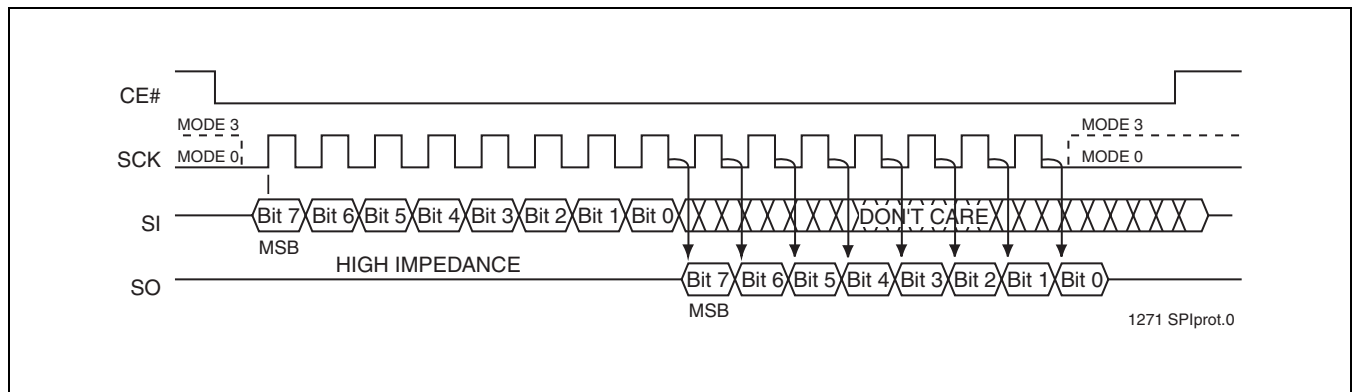 CE#
MODE 3 MODE 3
SCK MODE 0 MODE 0
SI Bit 7 Bit 6 Bit 5 Bit 4 Bit 3 Bit 2 Bit 1 Bit 0 DON'T CARE
MSB
HIGH IMPEDANCE
SO Bit 7 Bit 6 Bit 5 Bit 4 Bit 3 Bit 2 Bit 1 Bit 0
MSB
1271 SPIprot.0